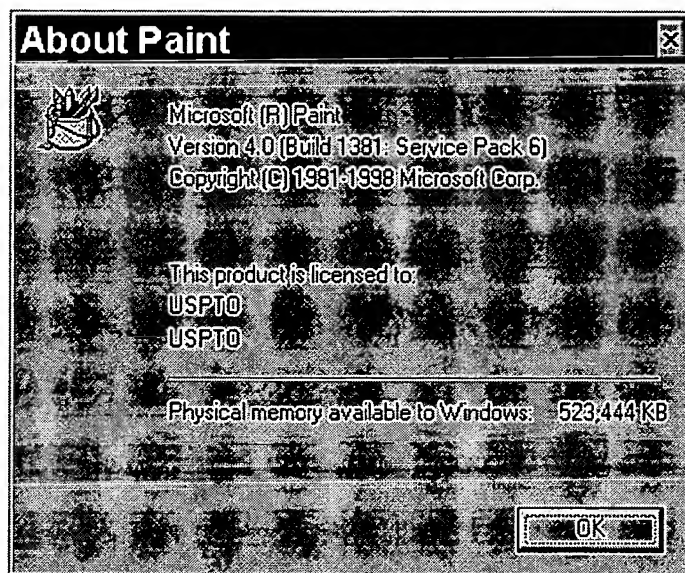 About Paint
Microsoft (R) Paint
Version 4.0 (Build 1381: Service Pack 6)
Copyright (C) 1981-1998 Microsoft Corp.
This product is licensed to:
USPTO
USPTO
Physical memory available to Windows: 523,444 KB
OK